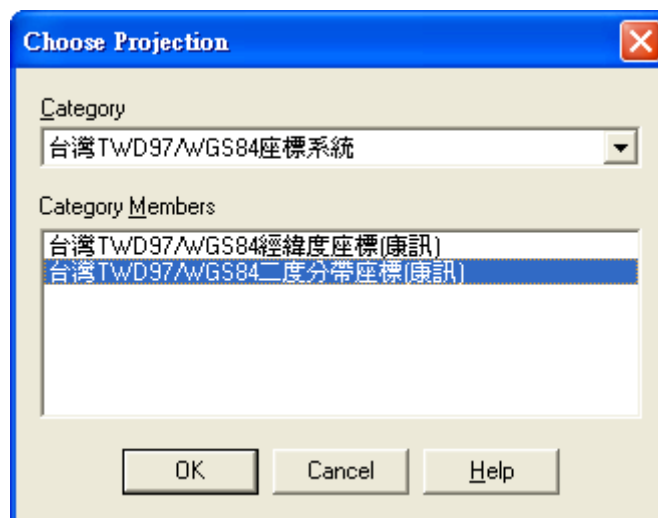 Choose Projection
Category
台灣TWD97/WGS84座標系統
Category Members
台灣TWD97/WGS84經緯度座標(康訊)
台灣TWD97/WGS84二度分帶座標(康訊)
OK Cancel Help